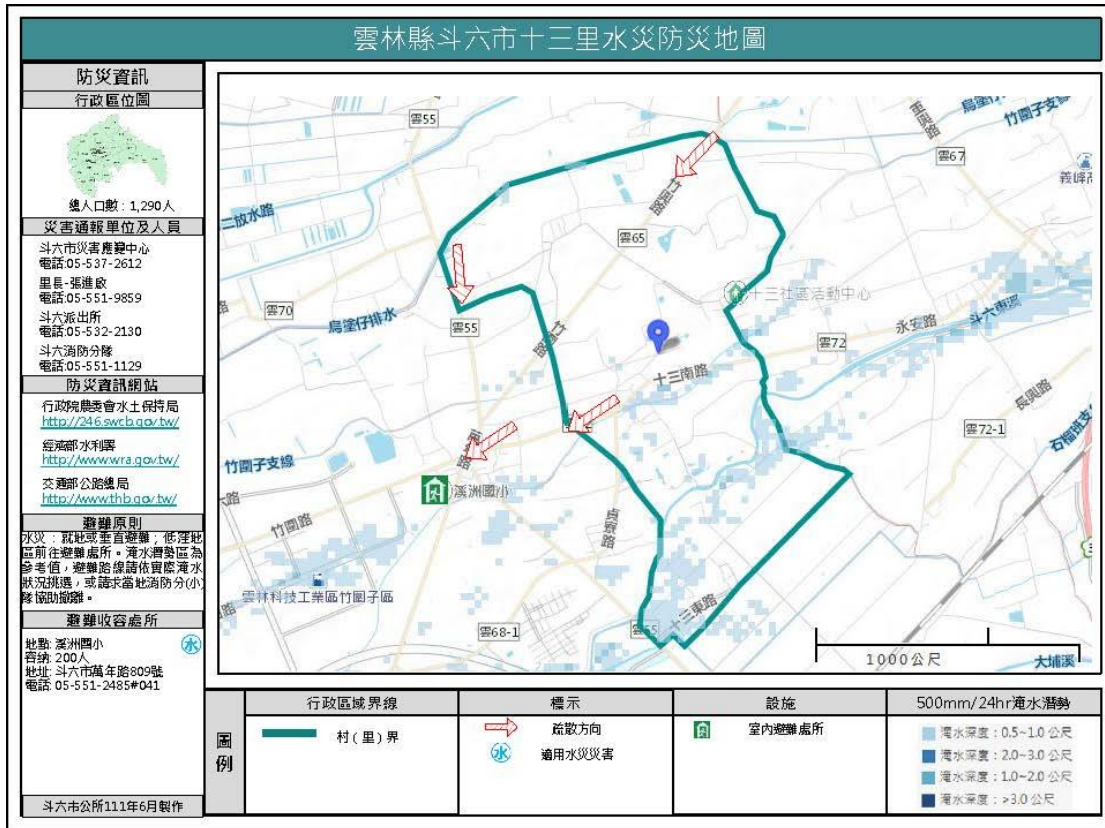 雲林縣斗六市十三里水災防災地圖
防災資訊
行政區位圖
總人口數：1,290人
災害通報單位及人員
斗六市災害應變中心
電話:05-537-2612
里長-張進啟
電話:05-551-9859
斗六派出所
電話:05-532-2130
斗六消防分隊
電話:05-551-1129
防災資訊網站
行政院農委會水土保持局
http://246.swcb.gov.tw/
經濟部水利署
http://www.wra.gov.tw/
交通部公路總局
http://www.thb.gov.tw/
避難原則
水災：就地或垂直避難；低窪地
區前往避難處所。淹水潛勢區為
參考值，避難路線請依實際淹水
狀況挑選，或請求當地消防分(小)
隊協助撤離。
避難收容處所
地點:溪洲國小
水
容納:200人
地址:斗六市萬年路809號
電話:05-551-2485#041
斗六市公所111年6月製作
雲55
烏塗
重興路
竹圍子支線
雲67
義峰高
二放水路
竹興路
雲65
十三社區活動中心
雲70
烏塗仔排水
雲55
永安路
斗六東溪
雲72
十三南路
長興路
雲72-1
石榴班支
竹圍子支線
溪洲國小
竹圍路
貞寮路
雲林科技工業區竹圍子區
雲68-1
十三東路
1000公尺
大埔溪
圖例
行政區域界線
村(里)界
標示
疏散方向
水
適用水災災害
設施
室內避難處所
500mm/24hr淹水潛勢
淹水深度：0.5~1.0 公尺
淹水深度：2.0~3.0 公尺
淹水深度：1.0~2.0 公尺
淹水深度：>3.0 公尺